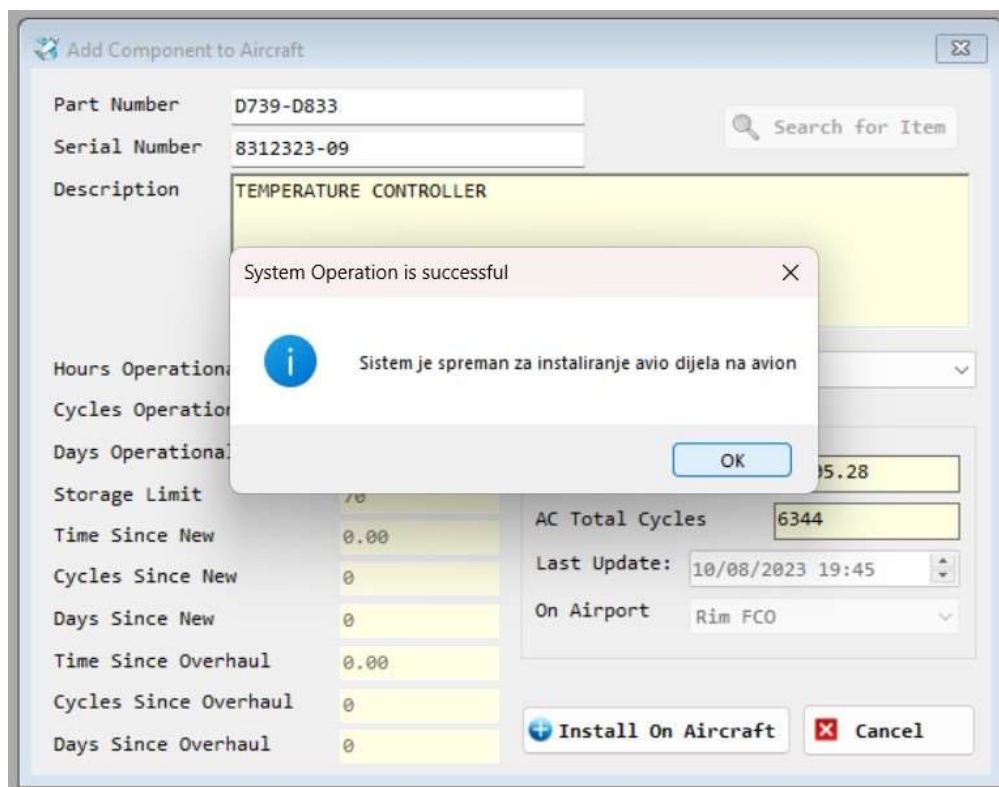 Add Component to Aircraft
Part Number D739-D833
Search for Item
Serial Number 8312323-09
Description TEMPERATURE CONTROLLER
System Operation is successful
Sistem je spreman za instaliranje avio dijela na avion
OK
Hours
Cycles
Days Operational
Storage Limit 70
5.28
AC Total Cycles 6344
Time Since New 0.00
Last Update: 10/08/2023 19:45
Cycles Since New 0
On Airport Rim FCO
Days Since New 0
Time Since Overhaul 0.00
Cycles Since Overhaul 0
Install On Aircraft Cancel
Days Since Overhaul 0